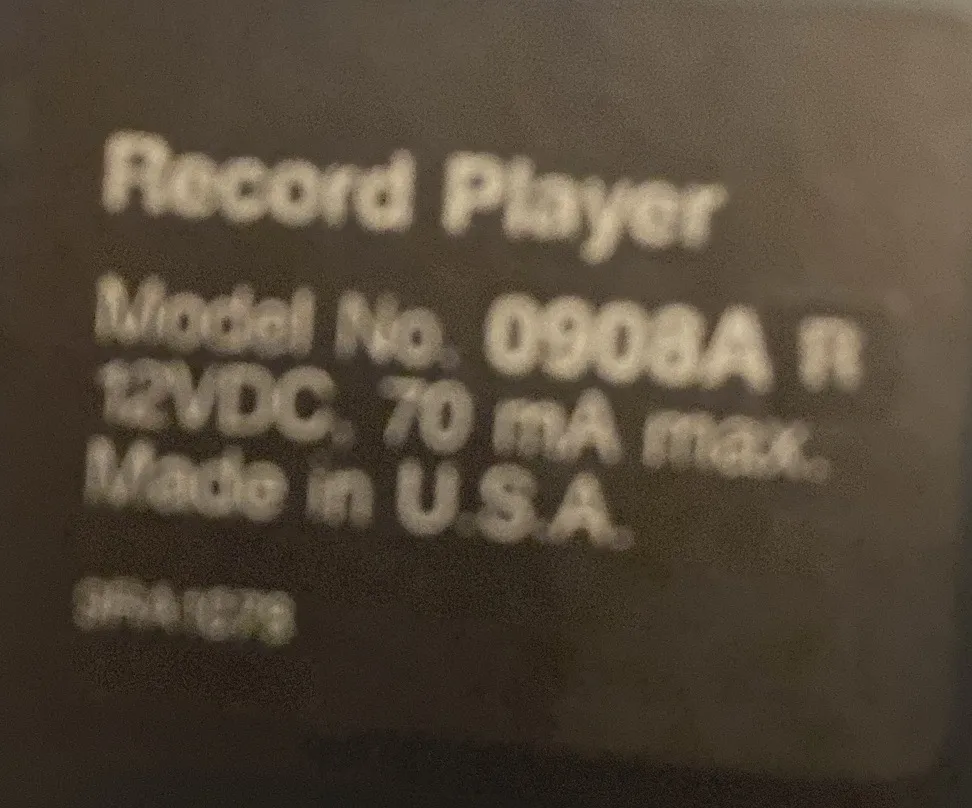 Record Player
Model No. 0908A R
12VDC. 70 mA max.
Made in U.S.A.